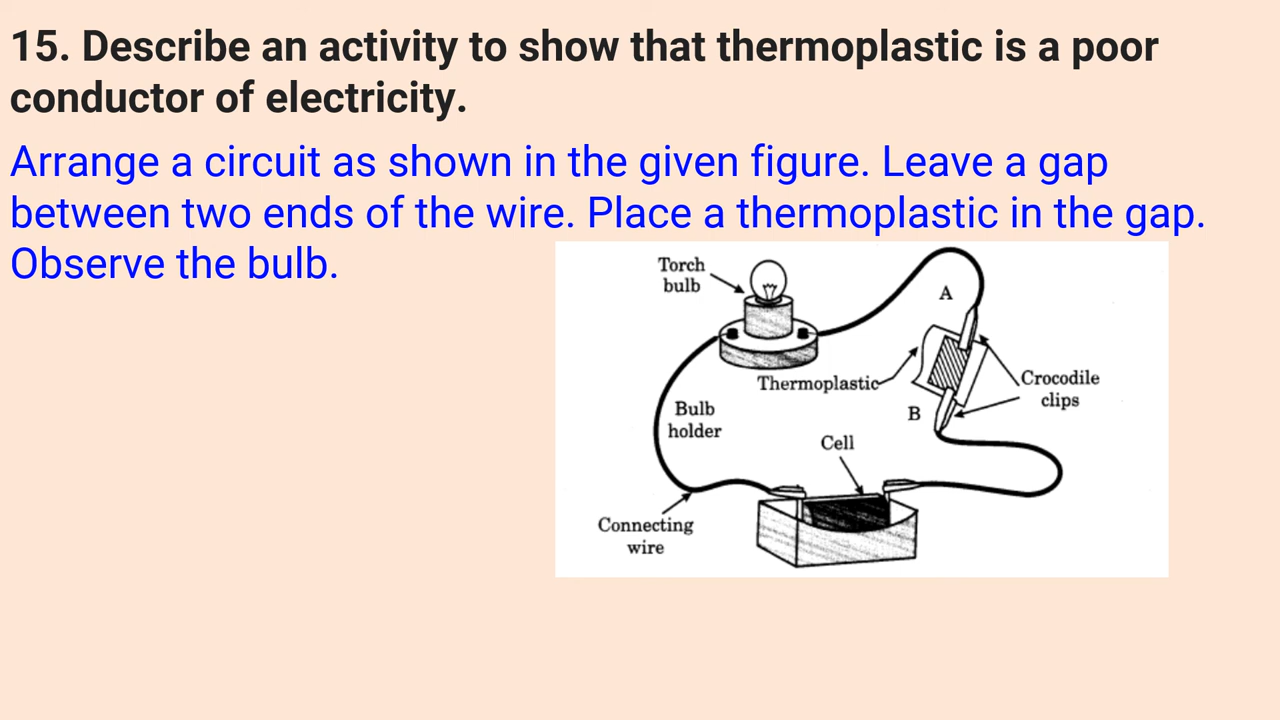 15. Describe an activity to show that thermoplastic is a poor
conductor of electricity.
Arrange a circuit as shown in the given figure. Leave a gap
between two ends of the wire. Place a thermoplastic in the gap.
Observe the bulb.
Torch
bulb
A
Thermoplastic
Crocodile
clips
Bulb
holder
B
Cell
Connecting
wire